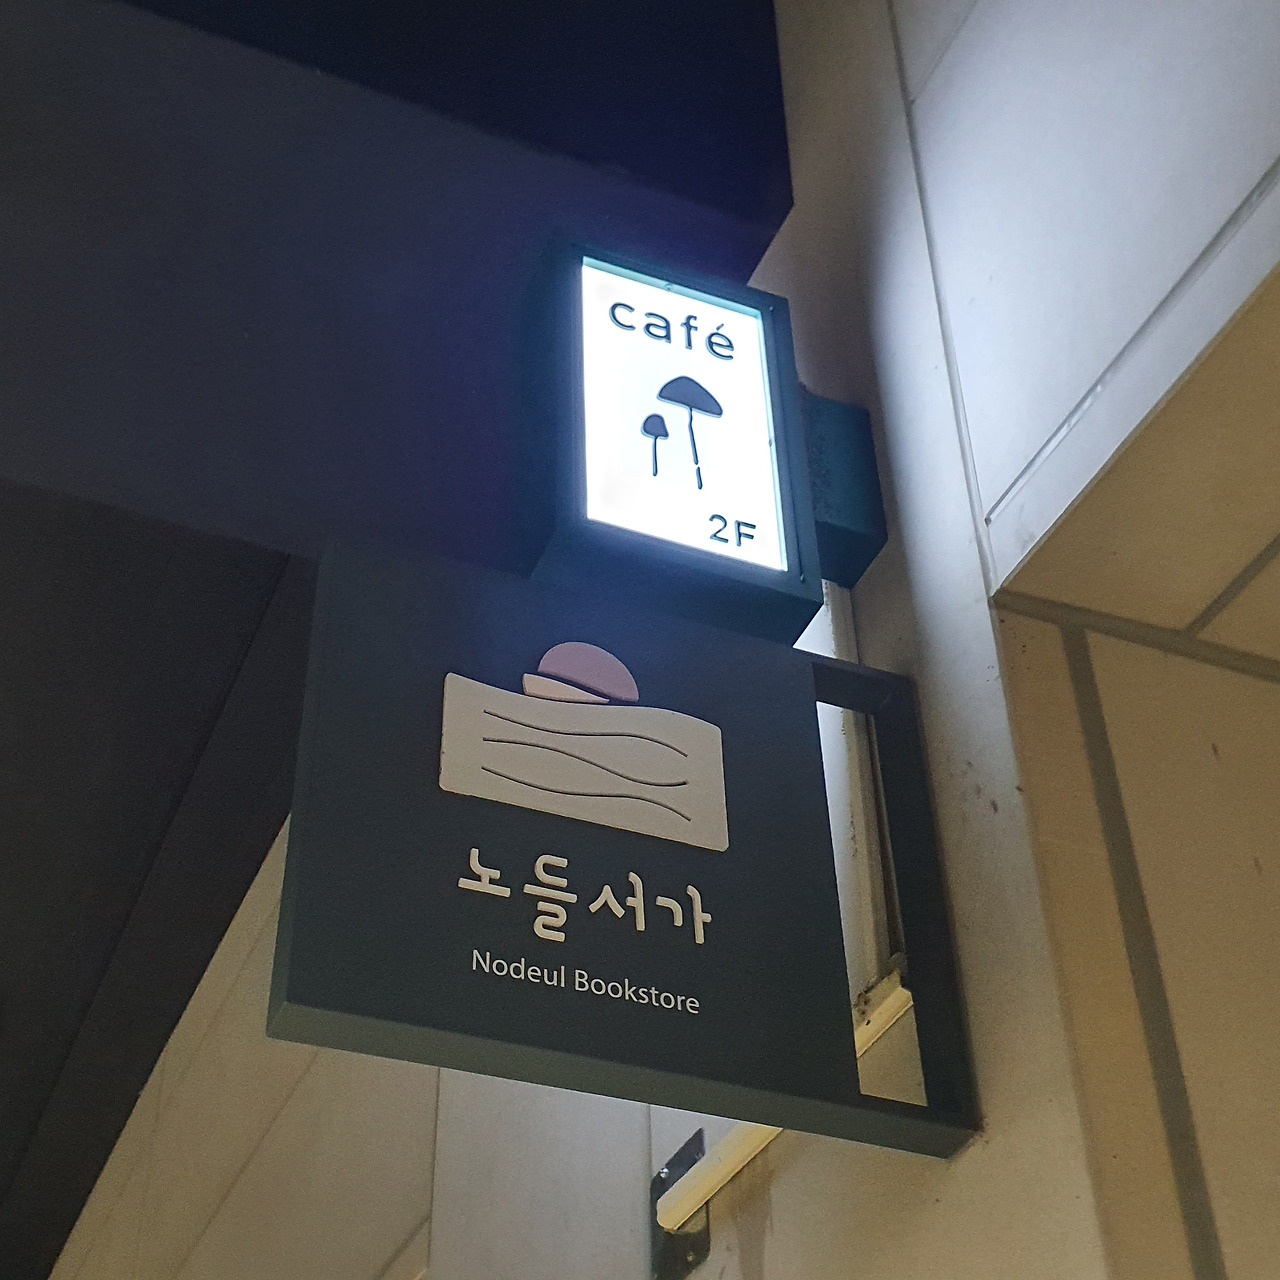 café
2F
노들서가
Nodeul Bookstore